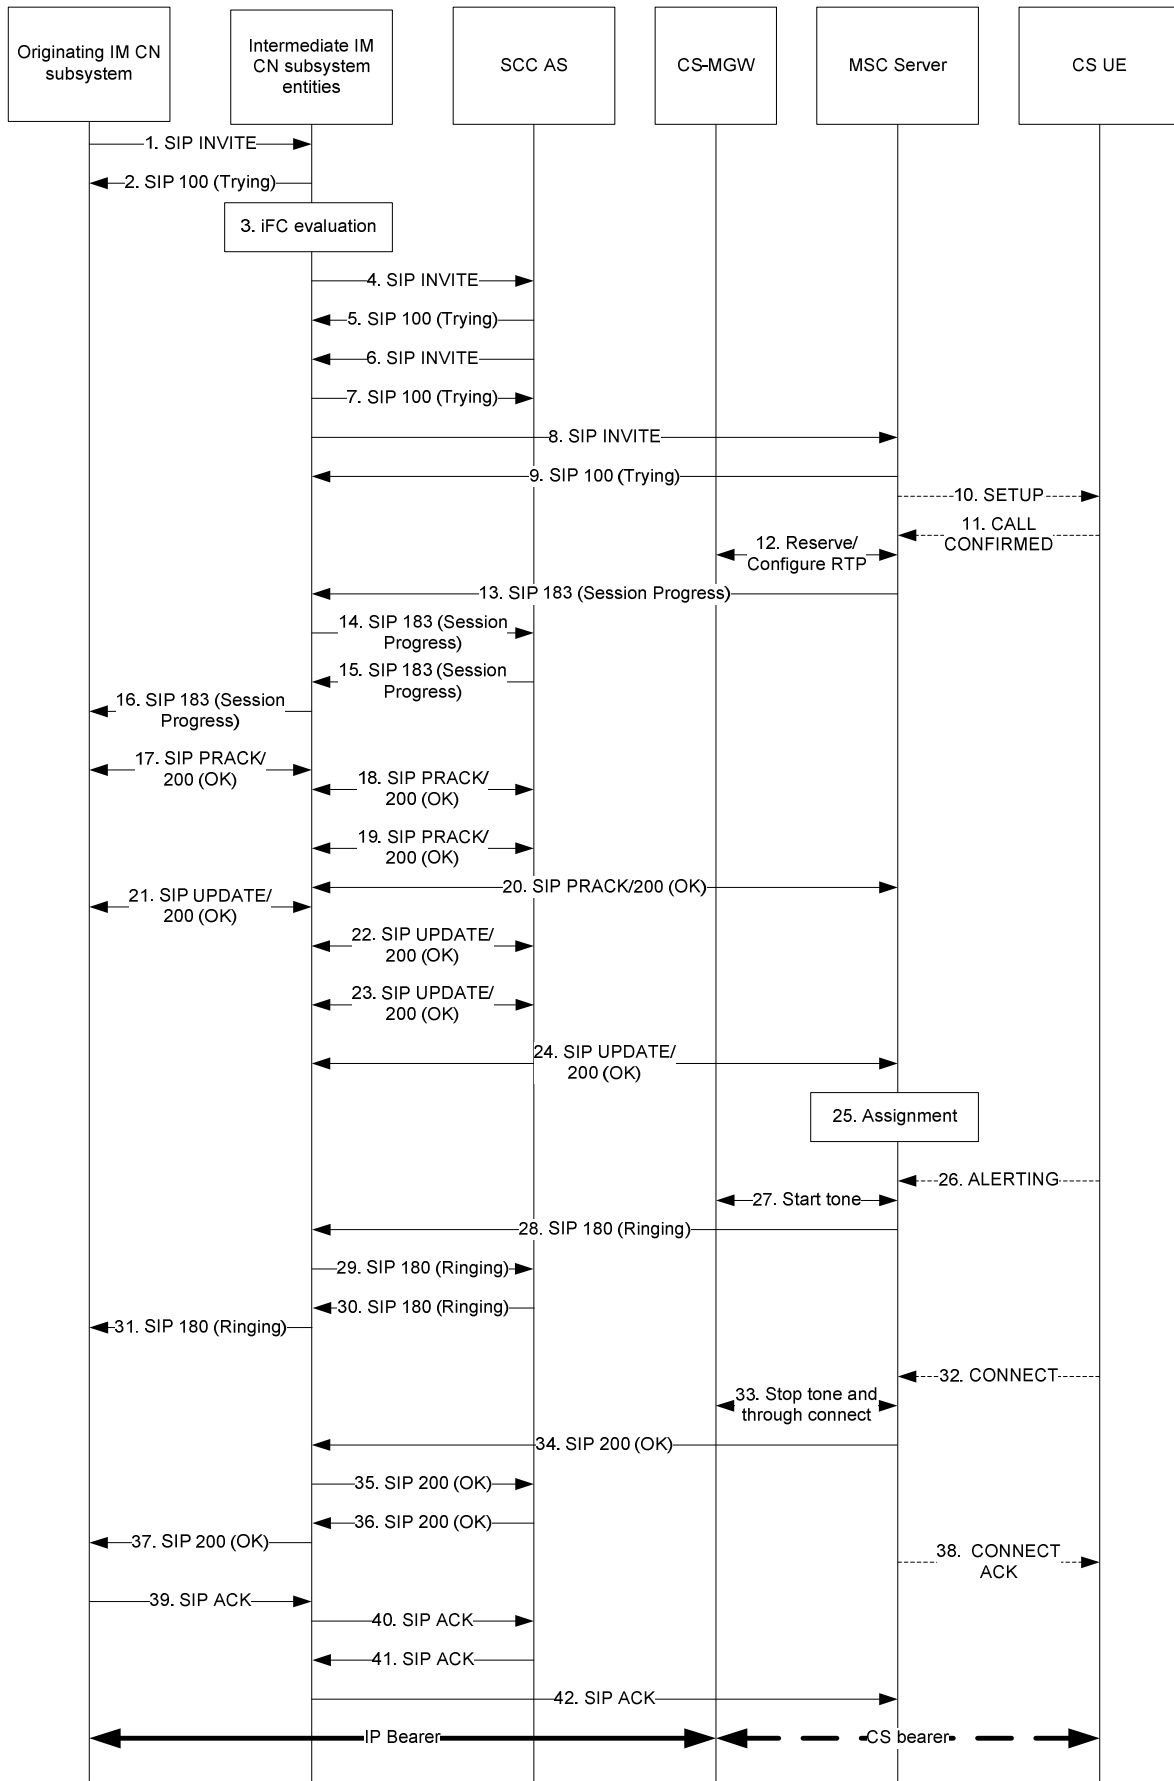 Originating IM CN
subsystem
Intermediate IM
CN subsystem
entities
SCC AS
CS-MGW
MSC Server
CS UE
1. SIP INVITE
2. SIP 100 (Trying)
3. iFC evaluation
4. SIP INVITE
5. SIP 100 (Trying)
6. SIP INVITE
7. SIP 100 (Trying)
8. SIP INVITE
9. SIP 100 (Trying)
10. SETUP
11. CALL
CONFIRMED
12. Reserve/
Configure RTP
13. SIP 183 (Session Progress)
14. SIP 183 (Session
Progress)
15. SIP 183 (Session
Progress)
16. SIP 183 (Session
Progress)
17. SIP PRACK/
200 (OK)
18. SIP PRACK/
200 (OK)
19. SIP PRACK/
200 (OK)
20. SIP PRACK/200 (OK)
21. SIP UPDATE/
200 (OK)
22. SIP UPDATE/
200 (OK)
23. SIP UPDATE/
200 (OK)
24. SIP UPDATE/
200 (OK)
25. Assignment
26. ALERTING
27. Start tone
28. SIP 180 (Ringing)
29. SIP 180 (Ringing)
30. SIP 180 (Ringing)
31. SIP 180 (Ringing)
32. CONNECT
33. Stop tone and
through connect
34. SIP 200 (OK)
35. SIP 200 (OK)
36. SIP 200 (OK)
37. SIP 200 (OK)
38. CONNECT
ACK
39. SIP ACK
40. SIP ACK
41. SIP ACK
42. SIP ACK
IP Bearer
CS bearer